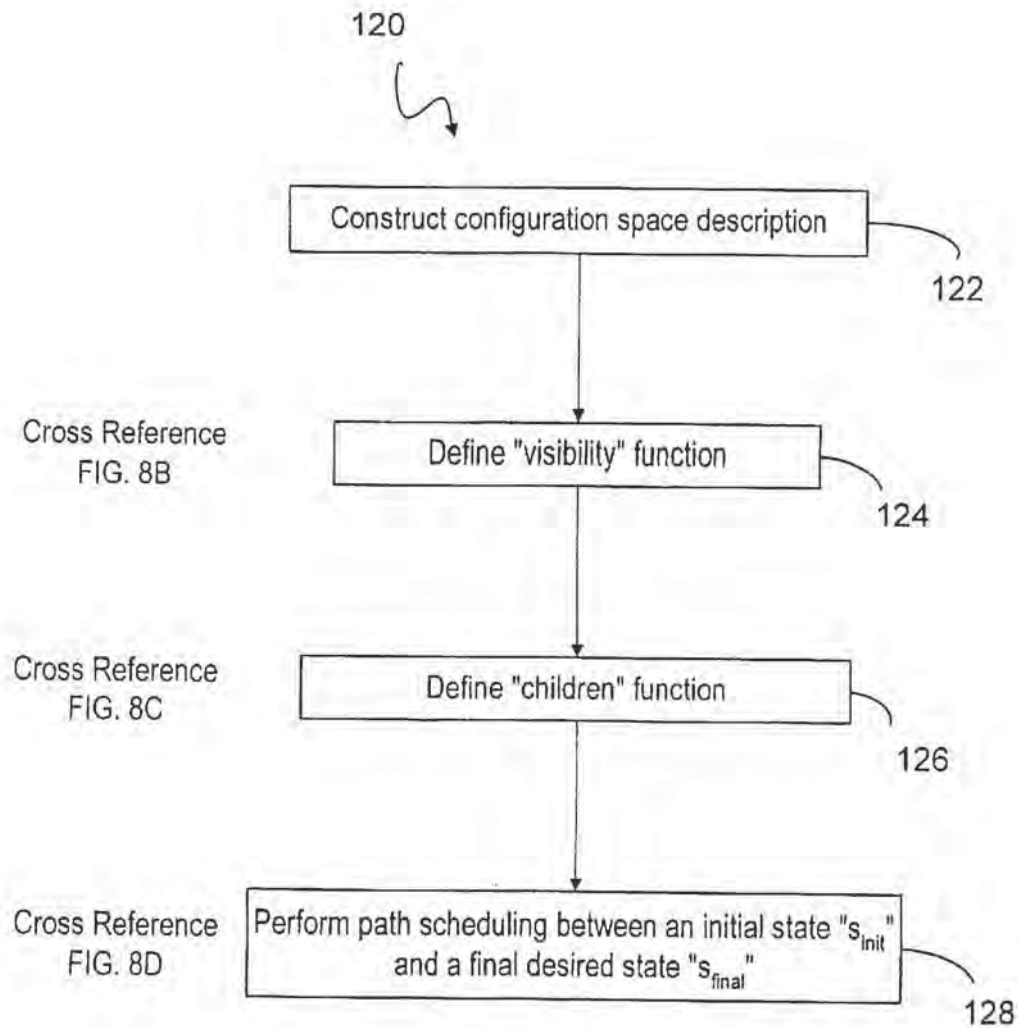 120
Construct configuration space description
122
Cross Reference
FIG. 8B
Define "visibility" function
124
Cross Reference
FIG. 8C
Define "children" function
126
Cross Reference
FIG. 8D
Perform path scheduling between an initial state "s_init"
and a final desired state "s_final"
128